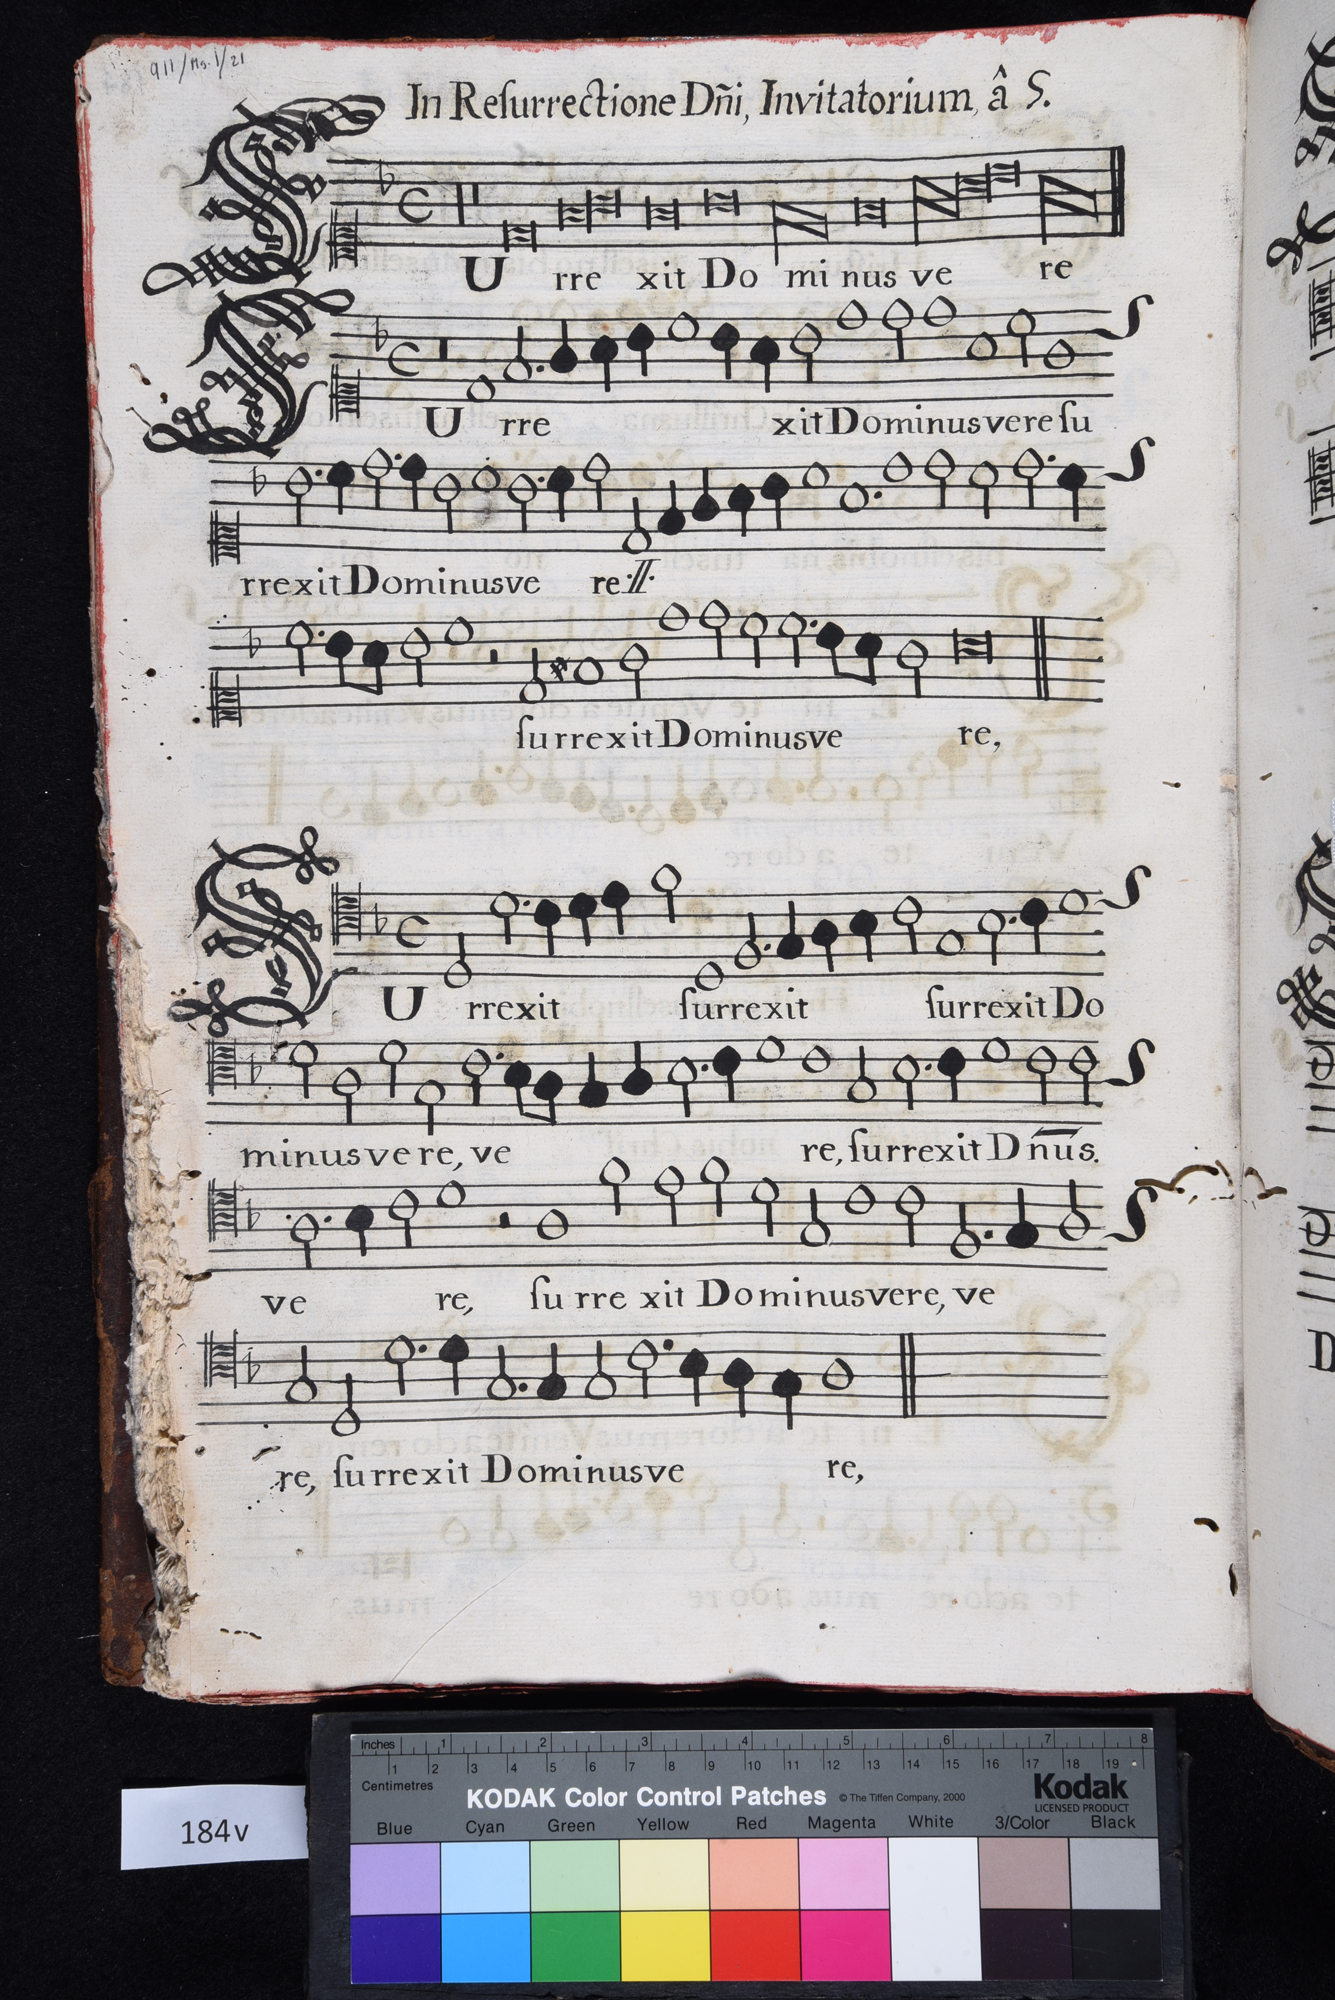 911/Ms.1/21
In Reſurrectione Dñi, Invitatorium, â S.
SU rre xit Do mi nus ve re
SU rre xit Dominus vere ſu
rrexit Dominus ve re :||:
ſurrexit Dominus ve re,
SU rrexit ſurrexit ſurrexit Do
minus vere, ve re, ſurrexit Dñus.
ve re, ſu rre xit Dominus vere, ve
re, ſurrexit Dominus ve re,
Inches 1 2 3 4 5 6 7 8
Centimetres 1 2 3 4 5 6 7 8 9 10 11 12 13 14 15 16 17 18 19
KODAK Color Control Patches © The Tiffen Company, 2000 Kodak
LICENSED PRODUCT
Blue Cyan Green Yellow Red Magenta White 3/Color Black
184v